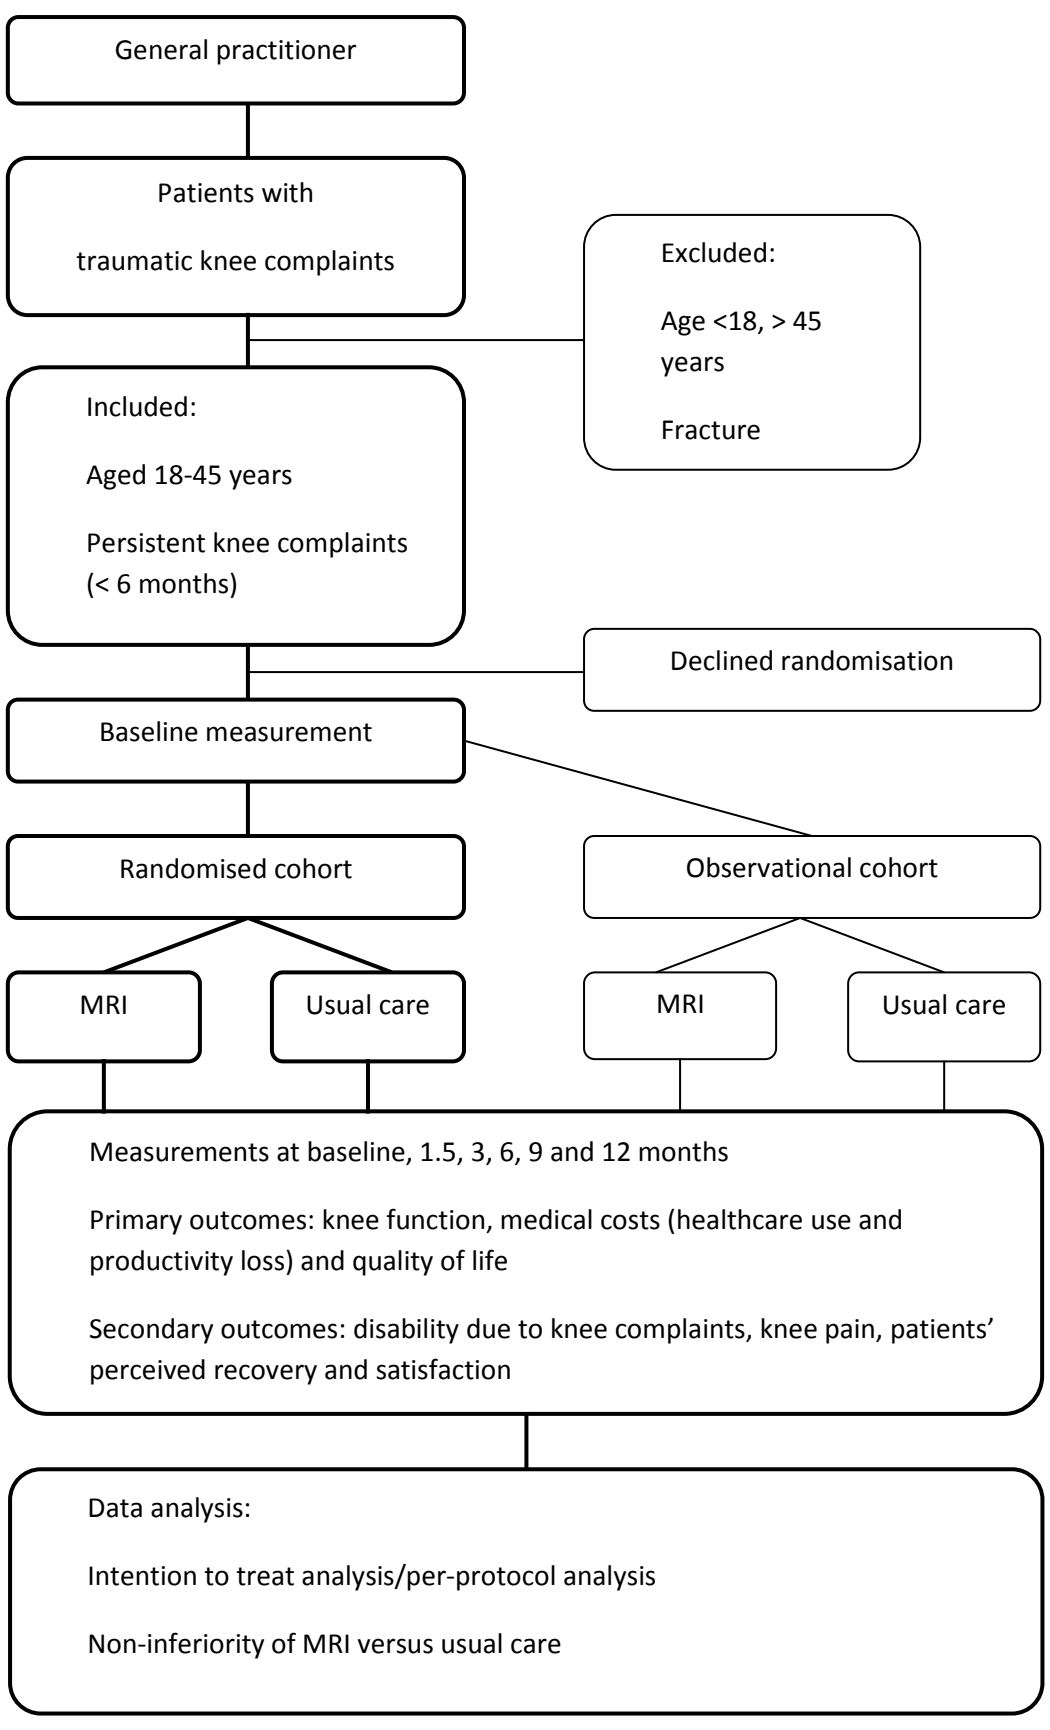 General practitioner
Patients with
traumatic knee complaints
Excluded:
Age <18, > 45
years
Fracture
Included:
Aged 18-45 years
Persistent knee complaints
(< 6 months)
Declined randomisation
Baseline measurement
Randomised cohort
Observational cohort
MRI
Usual care
MRI
Usual care
Measurements at baseline, 1.5, 3, 6, 9 and 12 months
Primary outcomes: knee function, medical costs (healthcare use and
productivity loss) and quality of life
Secondary outcomes: disability due to knee complaints, knee pain, patients’
perceived recovery and satisfaction
Data analysis:
Intention to treat analysis/per-protocol analysis
Non-inferiority of MRI versus usual care